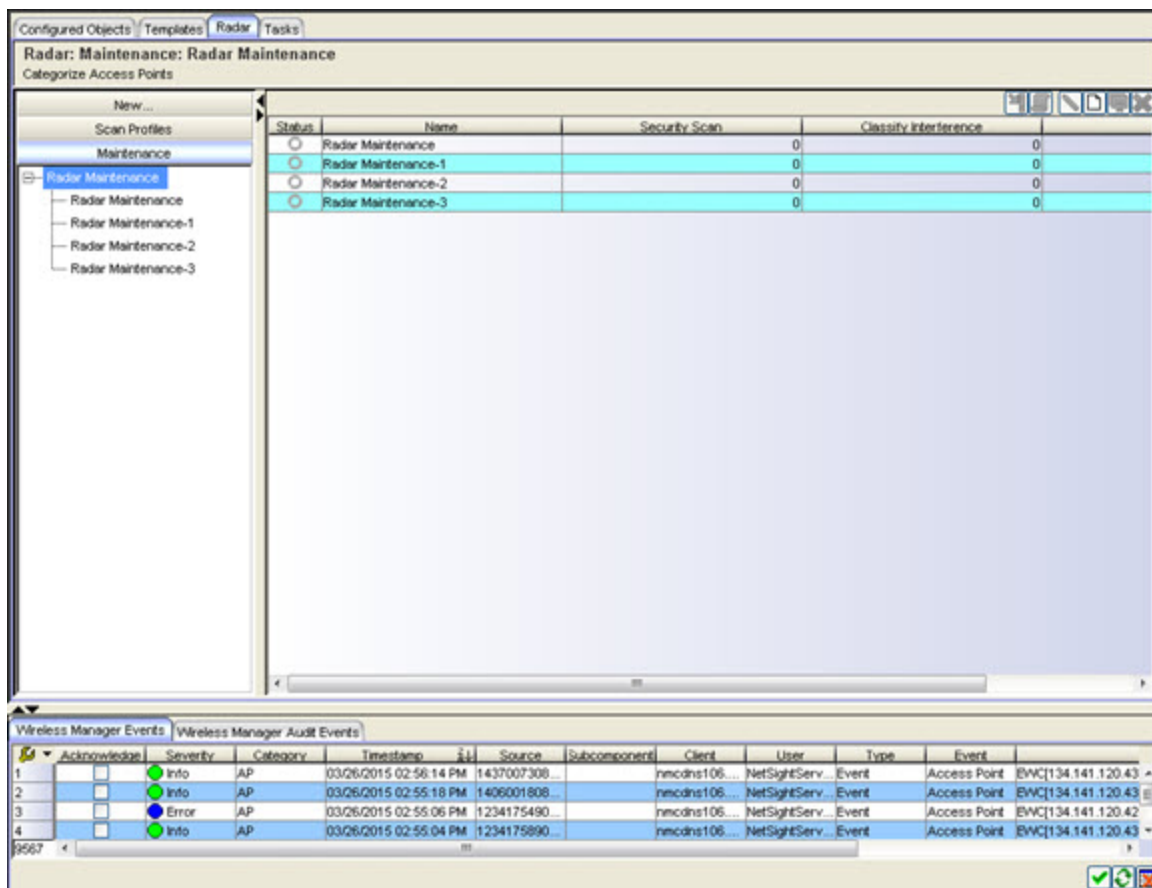 Configured Objects Templates Radar Tasks
Radar: Maintenance: Radar Maintenance
Categorize Access Points
New...
Scan Profiles
Maintenance
Radar Maintenance
Radar Maintenance
Radar Maintenance-1
Radar Maintenance-2
Radar Maintenance-3
Status Name Security Scan Classify Interference
Radar Maintenance 0 0
Radar Maintenance-1 0 0
Radar Maintenance-2 0 0
Radar Maintenance-3 0 0
Wireless Manager Events Wireless Manager Audit Events
Acknowledge Severity Category Timestamp Source Subcomponent Client User Type Event
1 Info AP 03/26/2015 02:56:14 PM 1437007308... nmcdns106.... NetSightServ... Event Access Point EWC[134.141.120.43
2 Info AP 03/26/2015 02:55:18 PM 1406001808... nmcdns106.... NetSightServ... Event Access Point EWC[134.141.120.43
3 Error AP 03/26/2015 02:55:06 PM 1234175490... nmcdns106.... NetSightServ... Event Access Point EWC[134.141.120.42
4 Info AP 03/26/2015 02:55:04 PM 1234175890... nmcdns106.... NetSightServ... Event Access Point EWC[134.141.120.43
9567